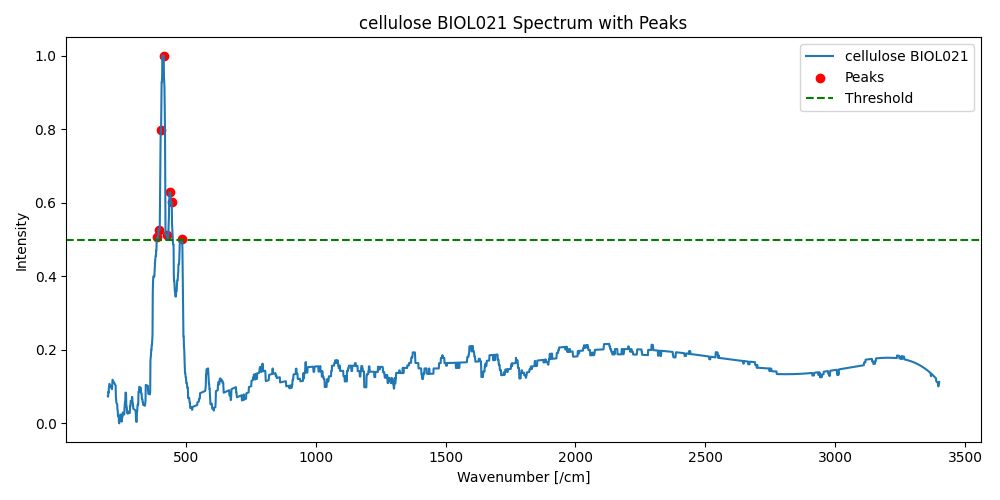 cellulose BIOL021 Spectrum with Peaks
cellulose BIOL021
Peaks
Threshold
Intensity
1.0
0.8
0.6
0.4
0.2
0.0
500
1000
1500
2000
2500
3000
3500
Wavenumber [/cm]